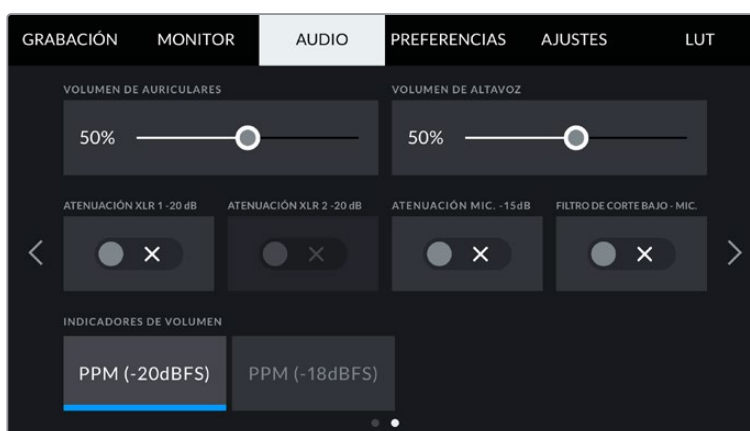 GRABACIÓN MONITOR AUDIO PREFERENCIAS AJUSTES LUT
VOLUMEN DE AURICULARES VOLUMEN DE ALTAVOZ
50% 50%
ATENUACIÓN XLR 1 -20 dB ATENUACIÓN XLR 2 -20 dB ATENUACIÓN MIC. -15dB FILTRO DE CORTE BAJO - MIC.
INDICADORES DE VOLUMEN
PPM (-20dBFS) PPM (-18dBFS)